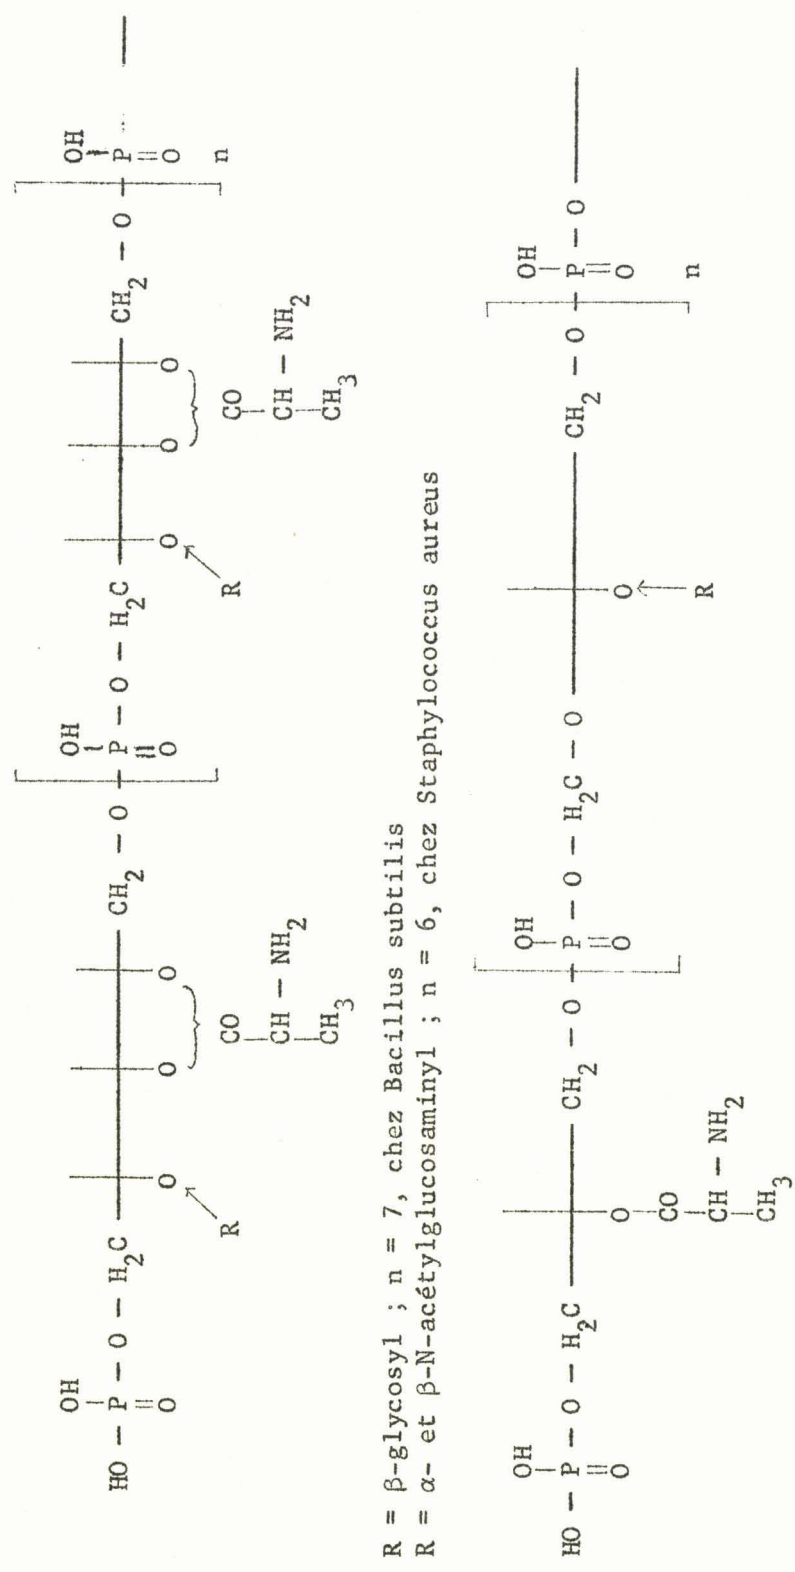 OH OH OH
HO – P – O – H2C CH2 – O – P – O – H2C CH2 – O – P
O O O O O O O O O n
R CO R CO
CH – NH2 CH – NH2
CH3 CH3
R = β-glycosyl ; n = 7, chez Bacillus subtilis
R = α- et β-N-acétylglucosaminyl ; n = 6, chez Staphylococcus aureus
OH OH OH
HO – P – O – H2C CH2 – O – P – O – H2C – O CH2 – O – P – O
O O O O O n
CO R
CH – NH2
CH3